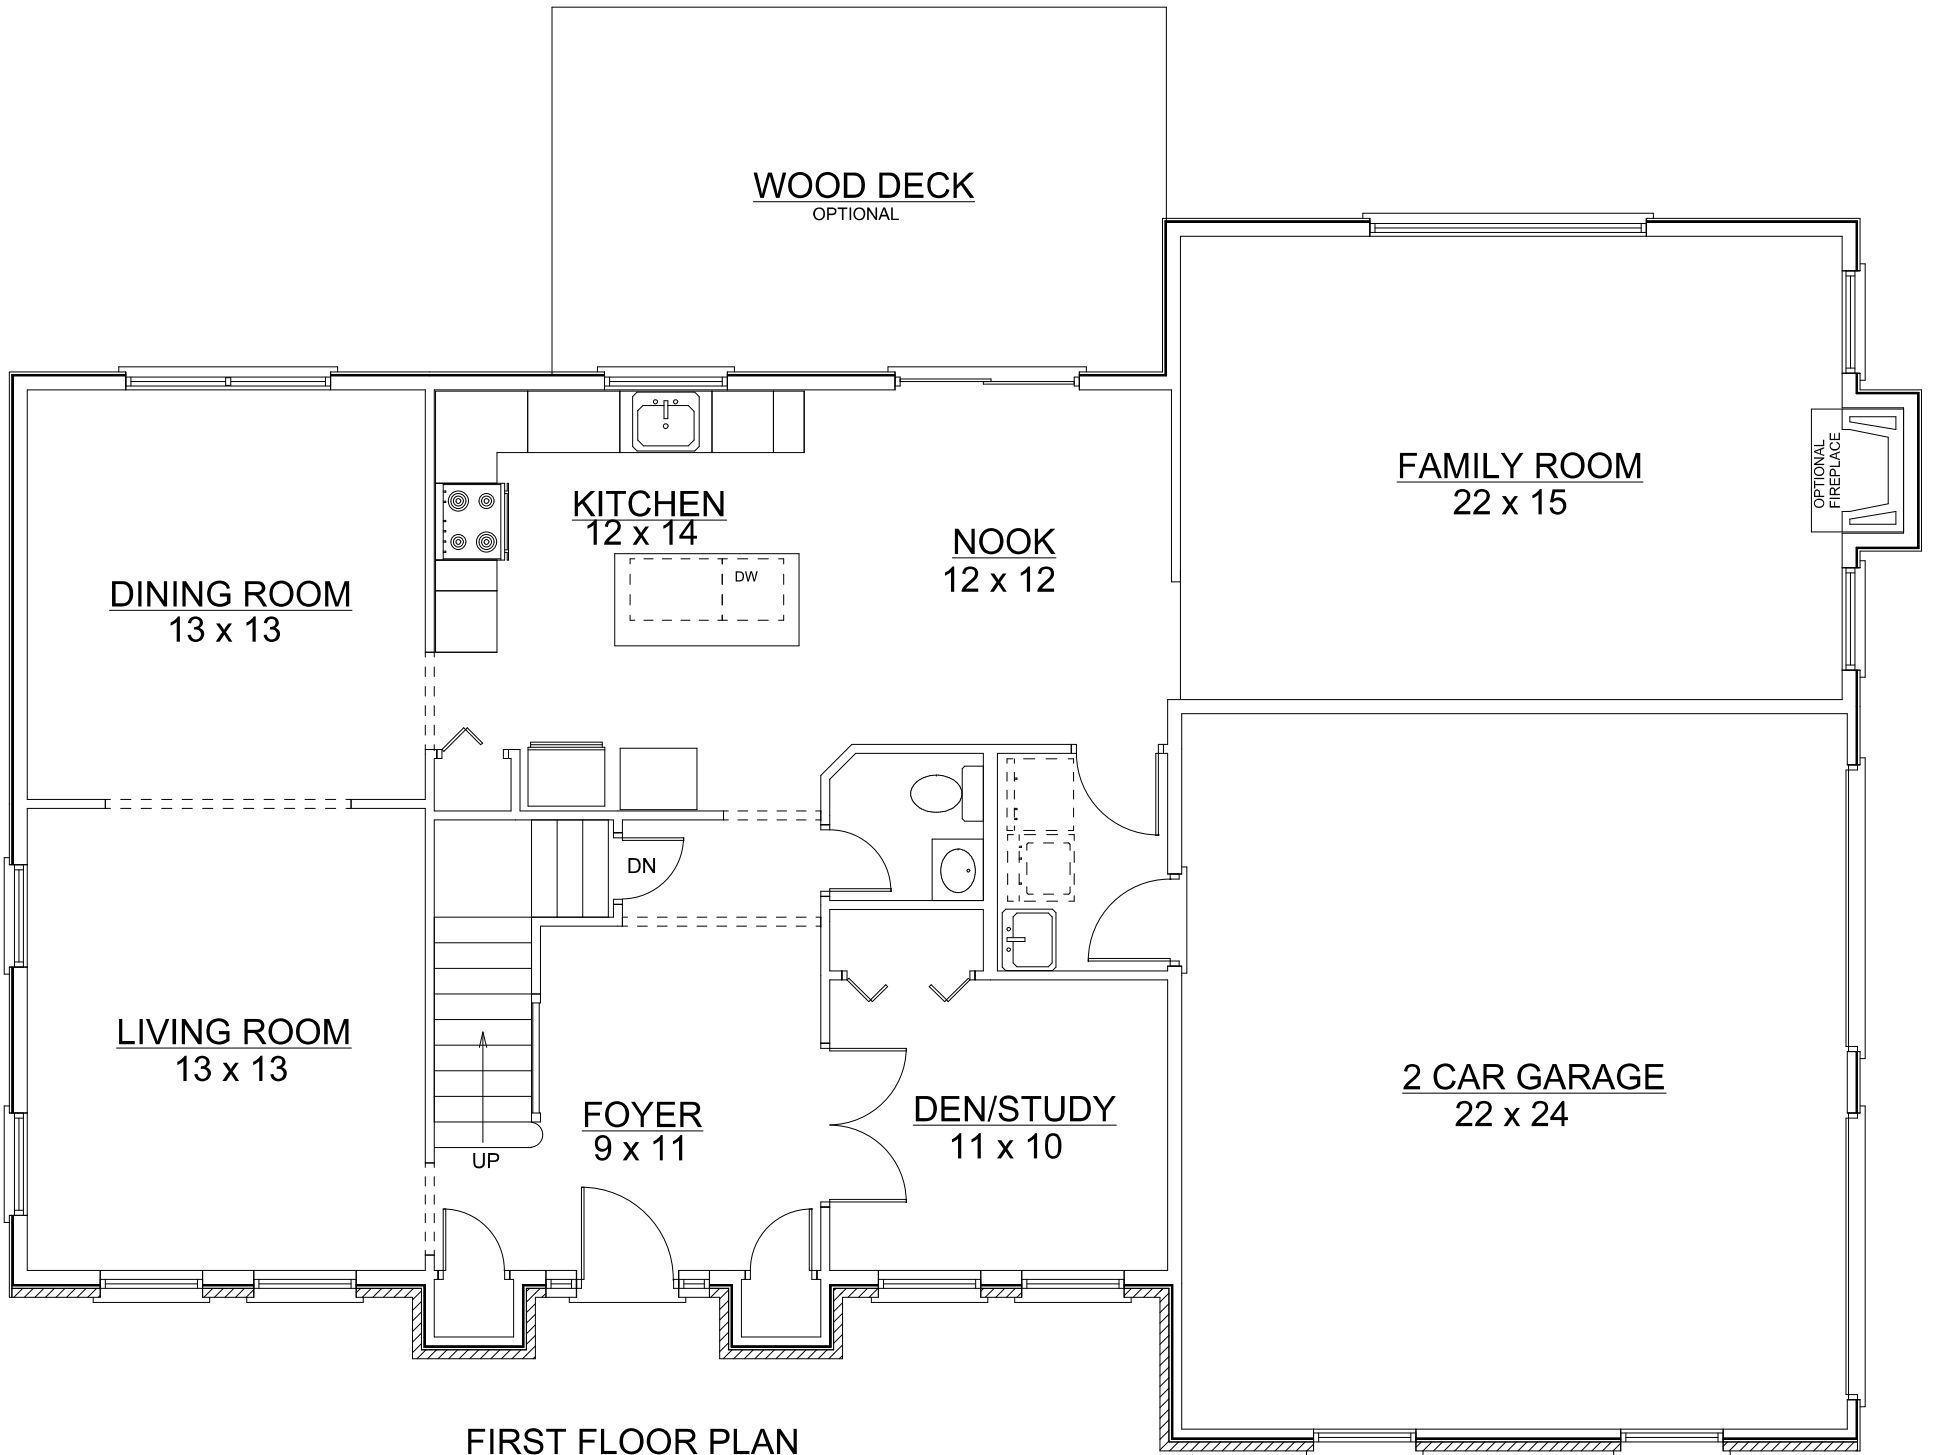 WOOD DECK
OPTIONAL
FAMILY ROOM
22 x 15
OPTIONAL
FIREPLACE
KITCHEN
12 x 14
NOOK
12 x 12
DW
DINING ROOM
13 x 13
DN
LIVING ROOM
13 x 13
UP
FOYER
9 x 11
DEN/STUDY
11 x 10
2 CAR GARAGE
22 x 24
FIRST FLOOR PLAN